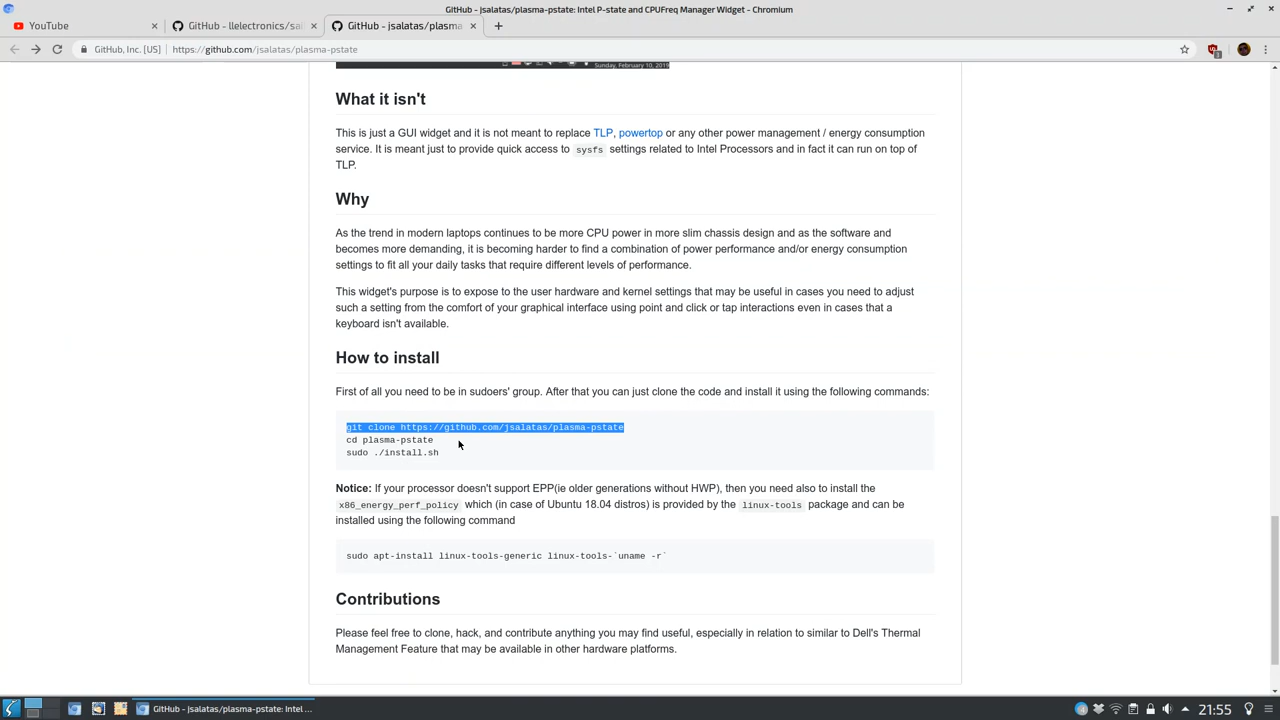 GitHub - jsalatas/plasma-pstate: Intel P-state and CPUFreq Manager Widget - Chromium
YouTube
GitHub - llelectronics/sai
GitHub - jsalatas/plasma
GitHub, Inc. [US] | https://github.com/jsalatas/plasma-pstate
Sunday, February 10, 2019
What it isn't
This is just a GUI widget and it is not meant to replace TLP, powertop or any other power management / energy consumption
service. It is meant just to provide quick access to sysfs settings related to Intel Processors and in fact it can run on top of
TLP.
Why
As the trend in modern laptops continues to be more CPU power in more slim chassis design and as the software and
becomes more demanding, it is becoming harder to find a combination of power performance and/or energy consumption
settings to fit all your daily tasks that require different levels of performance.
This widget's purpose is to expose to the user hardware and kernel settings that may be useful in cases you need to adjust
such a setting from the comfort of your graphical interface using point and click or tap interactions even in cases that a
keyboard isn't available.
How to install
First of all you need to be in sudoers' group. After that you can just clone the code and install it using the following commands:
git clone https://github.com/jsalatas/plasma-pstate
cd plasma-pstate
sudo ./install.sh
Notice: If your processor doesn't support EPP(ie older generations without HWP), then you need also to install the
x86_energy_perf_policy which (in case of Ubuntu 18.04 distros) is provided by the linux-tools package and can be
installed using the following command
sudo apt-install linux-tools-generic linux-tools-`uname -r`
Contributions
Please feel free to clone, hack, and contribute anything you may find useful, especially in relation to similar to Dell's Thermal
Management Feature that may be available in other hardware platforms.
GitHub - jsalatas/plasma-pstate: Intel ...
21:55